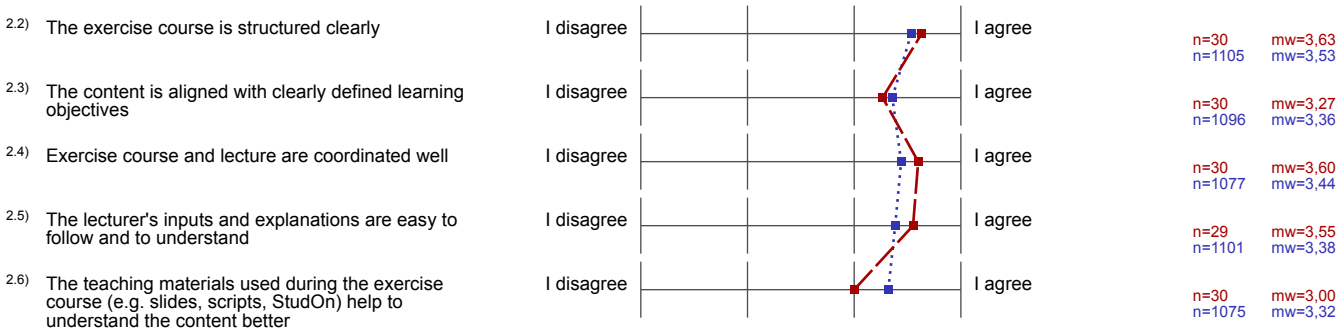 2.2) The exercise course is structured clearly I disagree I agree
n=30 mw=3,63
n=1105 mw=3,53
2.3) The content is aligned with clearly defined learning
objectives
I disagree I agree
n=30 mw=3,27
n=1096 mw=3,36
2.4) Exercise course and lecture are coordinated well I disagree I agree
n=30 mw=3,60
n=1077 mw=3,44
2.5) The lecturer's inputs and explanations are easy to
follow and to understand
I disagree I agree
n=29 mw=3,55
n=1101 mw=3,38
2.6) The teaching materials used during the exercise
course (e.g. slides, scripts, StudOn) help to
understand the content better
I disagree I agree
n=30 mw=3,00
n=1075 mw=3,32